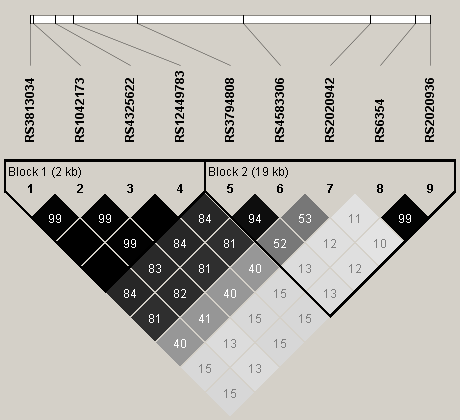 RS3813034
RS1042173
RS4325622
RS12449783
RS3794808
RS4583306
RS2020942
RS6354
RS2020936
Block 1 (2 kb)
Block 2 (19 kb)
1 2 3 4 5 6 7 8 9
99 99 84 94 53 11 99
99 84 81 52 12 10
83 81 40 13 12
84 82 40 15 13
81 41 15 15
40 13 15
15 13
15